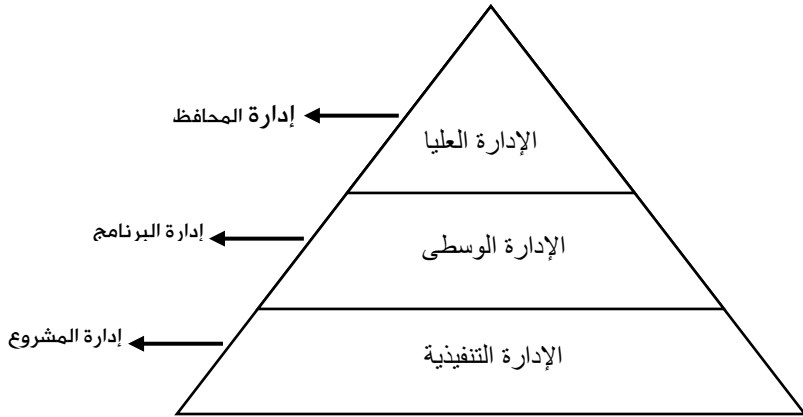 الإدارة العليا
إدارة المحافظ
الإدارة الوسطى
إدارة البرنامج
الإدارة التنفيذية
إدارة المشروع